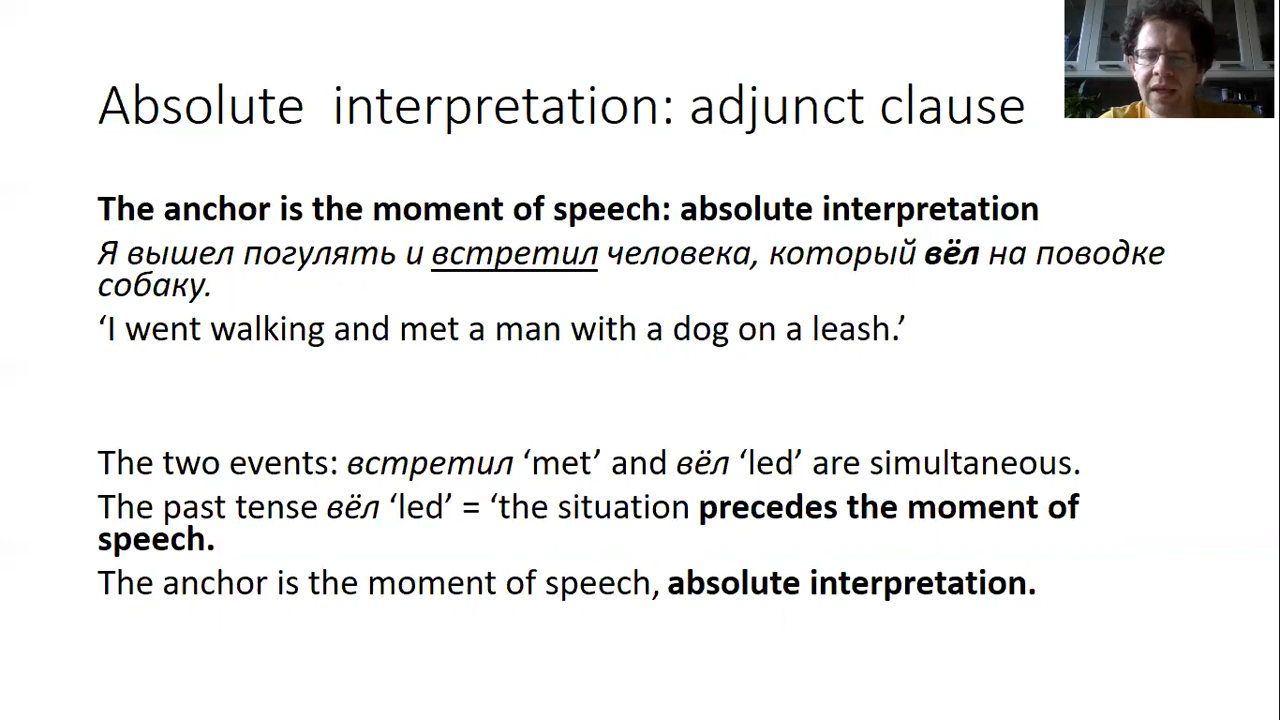 Absolute interpretation: adjunct clause
The anchor is the moment of speech: absolute interpretation
Я вышел погулять и встретил человека, который вёл на поводке
собаку.
‘I went walking and met a man with a dog on a leash.’
The two events: встретил ‘met’ and вёл ‘led’ are simultaneous.
The past tense вёл ‘led’ = ‘the situation precedes the moment of
speech.
The anchor is the moment of speech, absolute interpretation.